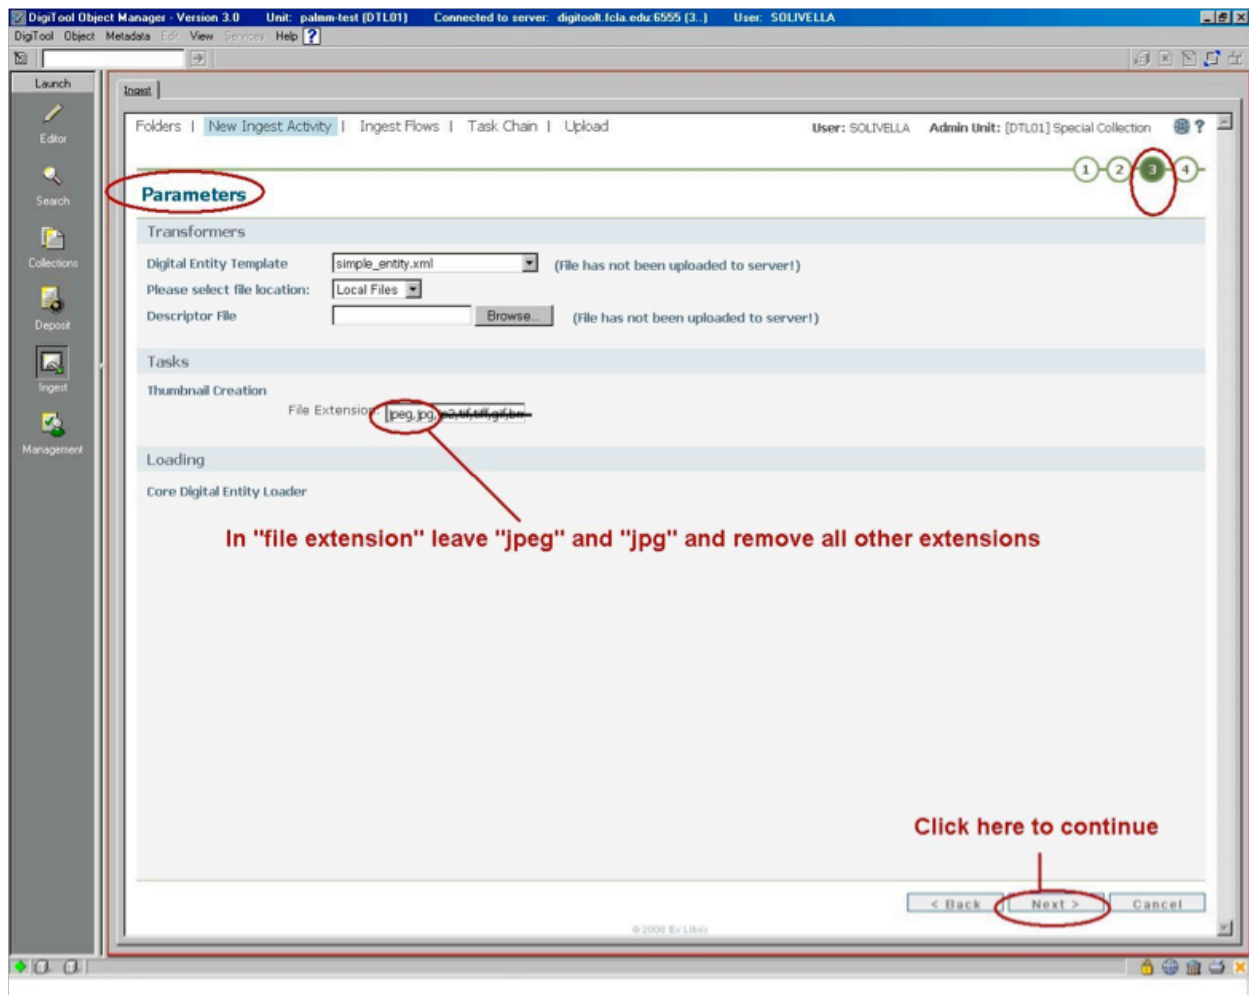 DigiTool Object Manager - Version 3.0 Unit: palmm-test (DTL01) Connected to server: digitoolt.fcla.edu:6555 (3..) User: SOLIVELLA
DigiTool Object Metadata Edit View Services Help ?
Launch
Editor
Search
Collections
Deposit
Ingest
Management
Ingest
Folders | New Ingest Activity | Ingest Flows | Task Chain | Upload User: SOLIVELLA Admin Unit: [DTL01] Special Collection ?
1 2 3 4
Parameters
Transformers
Digital Entity Template simple_entity.xml (File has not been uploaded to server!)
Please select file location: Local Files
Descriptor File Browse... (File has not been uploaded to server!)
Tasks
Thumbnail Creation
File Extension: jpeg,jpg,jp2,tif,tiff,gif,bm
Loading
Core Digital Entity Loader
In "file extension" leave "jpeg" and "jpg" and remove all other extensions
Click here to continue
< Back Next > Cancel
© 2008 Ex Libris